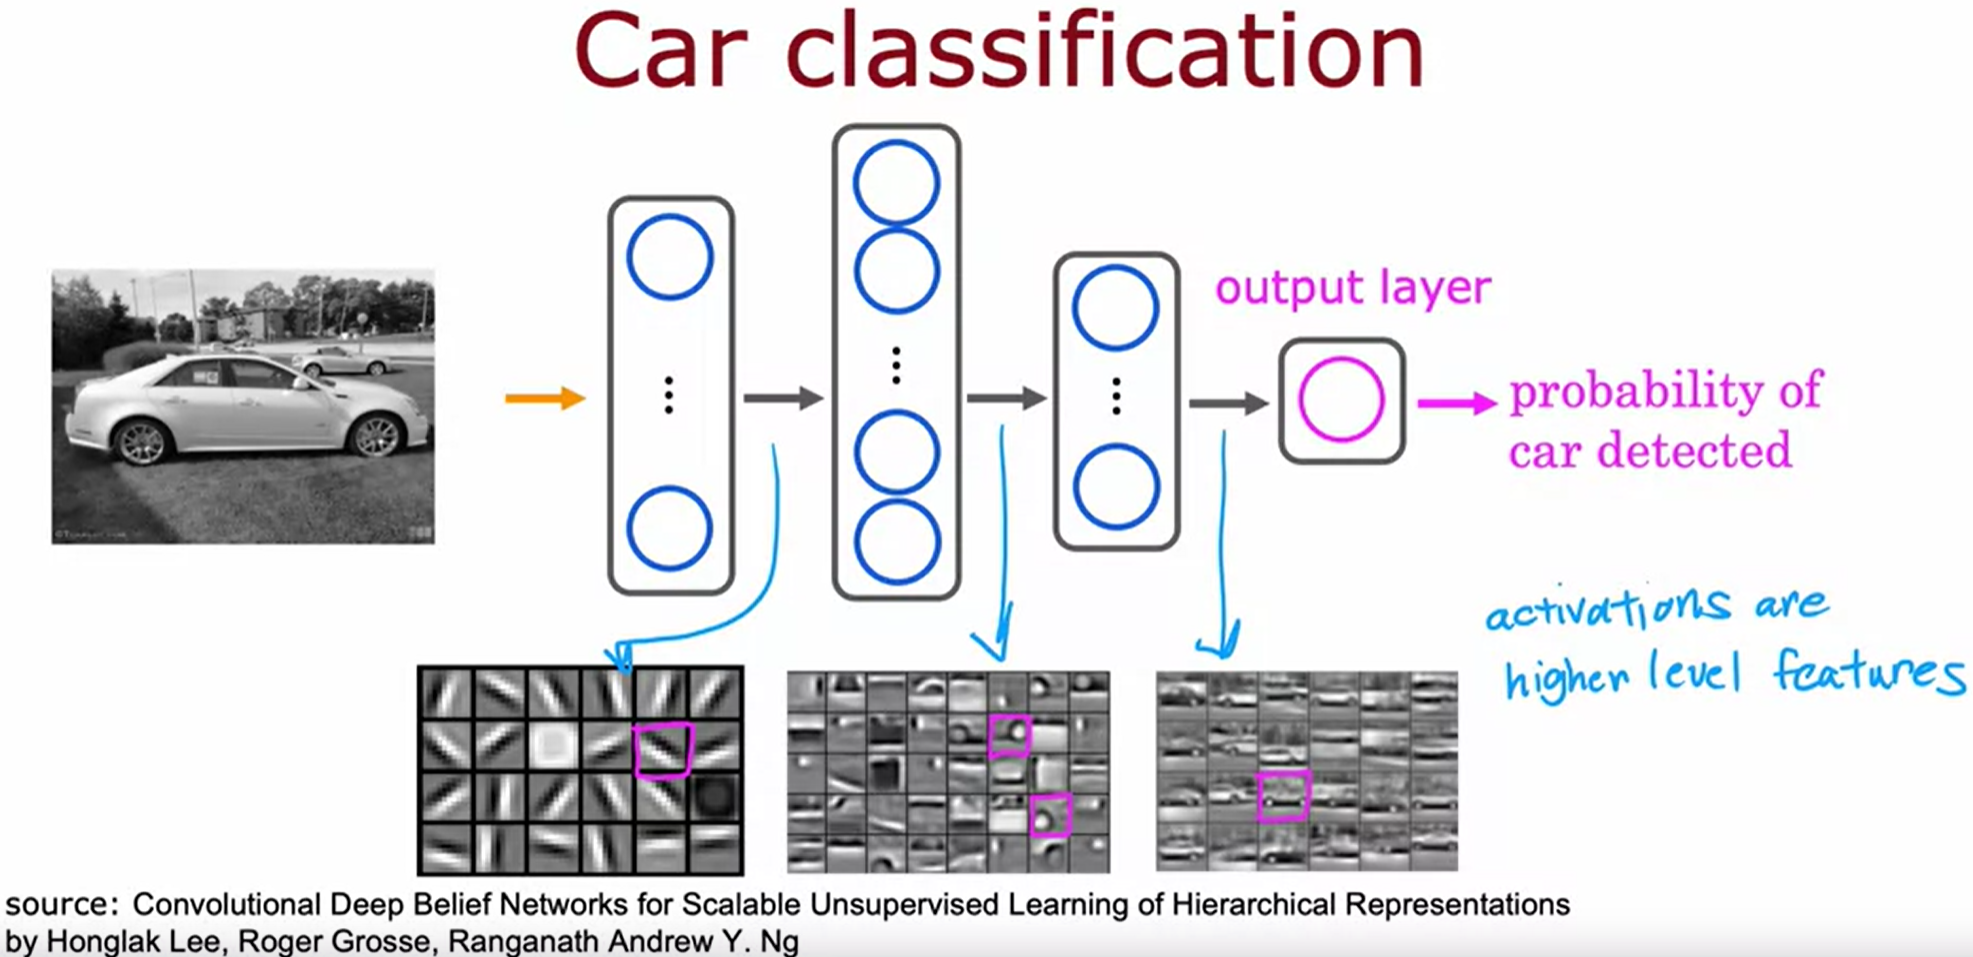 Car classification
output layer
probability of
car detected
activations are
higher level features
source: Convolutional Deep Belief Networks for Scalable Unsupervised Learning of Hierarchical Representations
by Honglak Lee, Roger Grosse, Ranganath Andrew Y. Ng